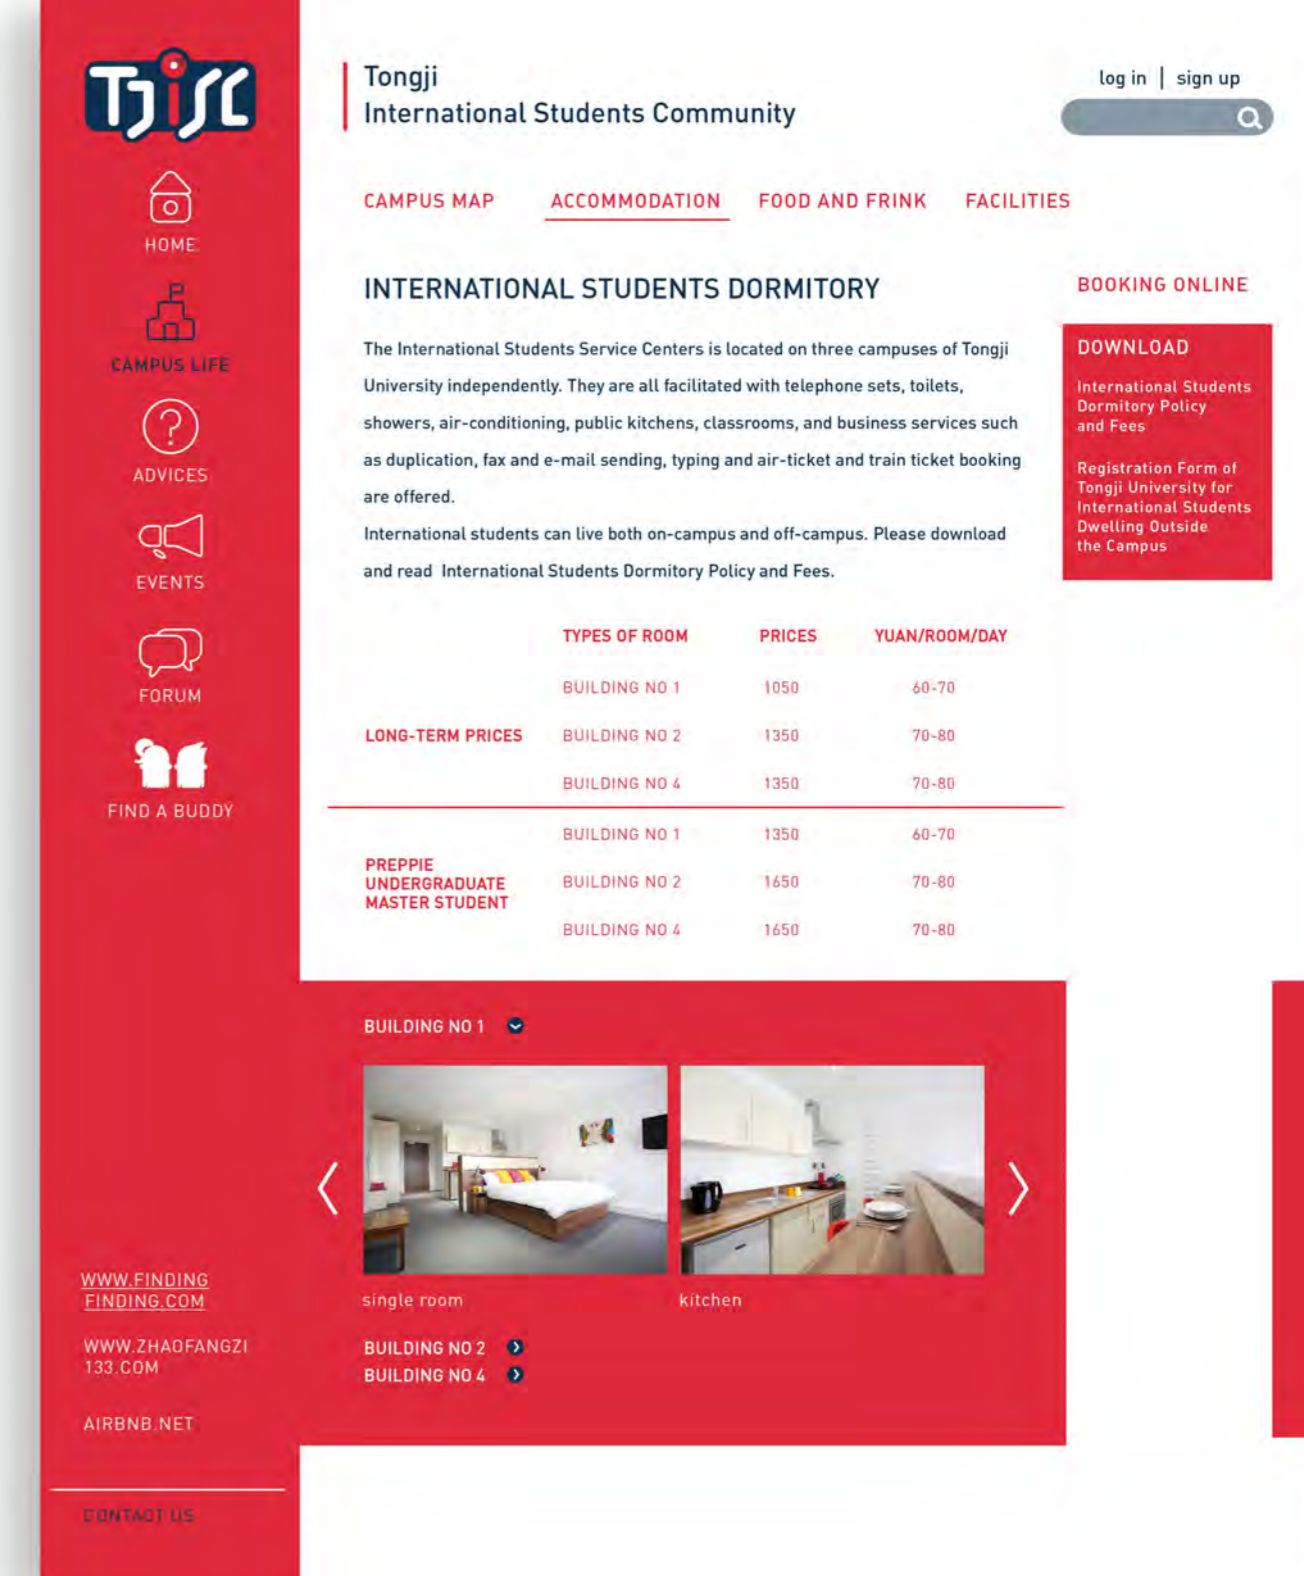 TJiSC
Tongji
International Students Community
log in | sign up
HOME
CAMPUS LIFE
ADVICES
EVENTS
FORUM
FIND A BUDDY
WWW.FINDING
FINDING.COM
WWW.ZHAOFANGZI
133.COM
AIRBNB.NET
CONTACT US
CAMPUS MAP ACCOMMODATION FOOD AND FRINK FACILITIES
INTERNATIONAL STUDENTS DORMITORY
The International Students Service Centers is located on three campuses of Tongji
University independently. They are all facilitated with telephone sets, toilets,
showers, air-conditioning, public kitchens, classrooms, and business services such
as duplication, fax and e-mail sending, typing and air-ticket and train ticket booking
are offered.
International students can live both on-campus and off-campus. Please download
and read International Students Dormitory Policy and Fees.
BOOKING ONLINE
DOWNLOAD
International Students
Dormitory Policy
and Fees
Registration Form of
Tongji University for
International Students
Dwelling Outside
the Campus
TYPES OF ROOM PRICES YUAN/ROOM/DAY
BUILDING NO 1 1050 60-70
LONG-TERM PRICES BUILDING NO 2 1350 70-80
BUILDING NO 4 1350 70-80
BUILDING NO 1 1350 60-70
PREPPIE
UNDERGRADUATE BUILDING NO 2 1650 70-80
MASTER STUDENT
BUILDING NO 4 1650 70-80
BUILDING NO 1
single room kitchen
BUILDING NO 2
BUILDING NO 4